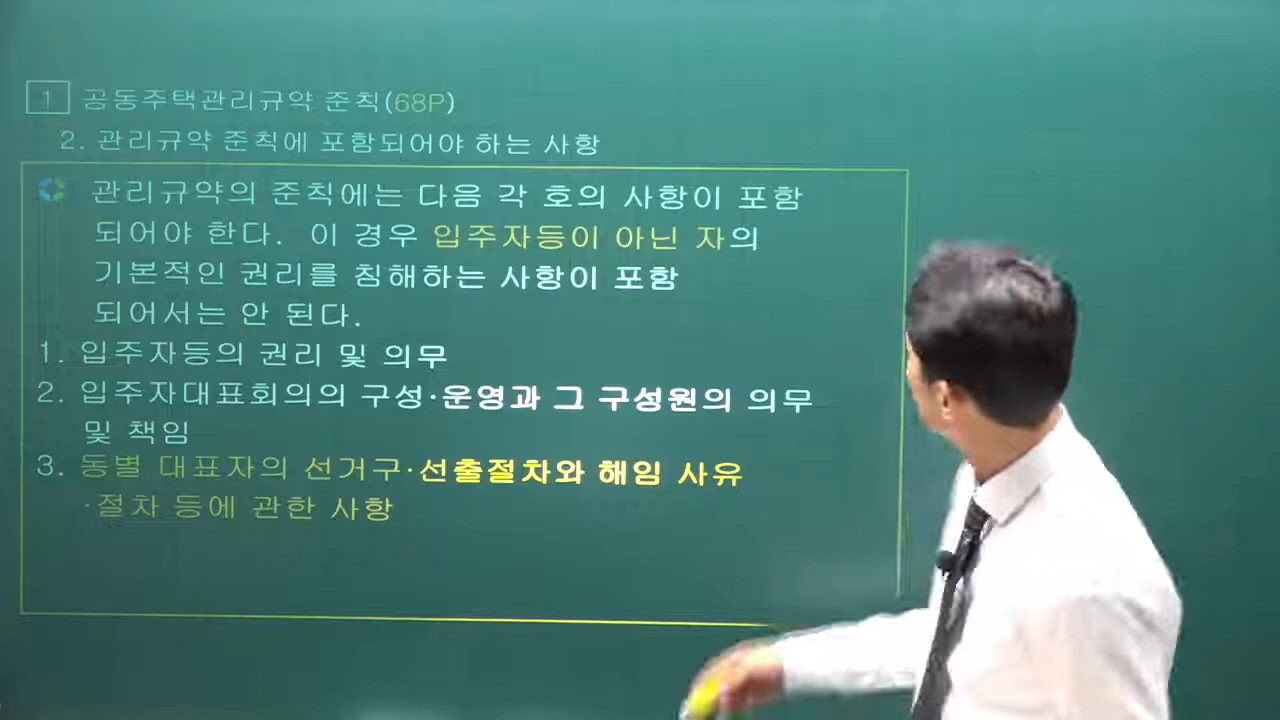 1 공동주택관리규약 준칙(68P)
2. 관리규약 준칙에 포함되어야 하는 사항
관리규약의 준칙에는 다음 각 호의 사항이 포함
되어야 한다. 이 경우 입주자등이 아닌 자의
기본적인 권리를 침해하는 사항이 포함
되어서는 안 된다.
1. 입주자등의 권리 및 의무
2. 입주자대표회의의 구성·운영과 그 구성원의 의무
및 책임
3. 동별 대표자의 선거구·선출절차와 해임 사유
·절차 등에 관한 사항